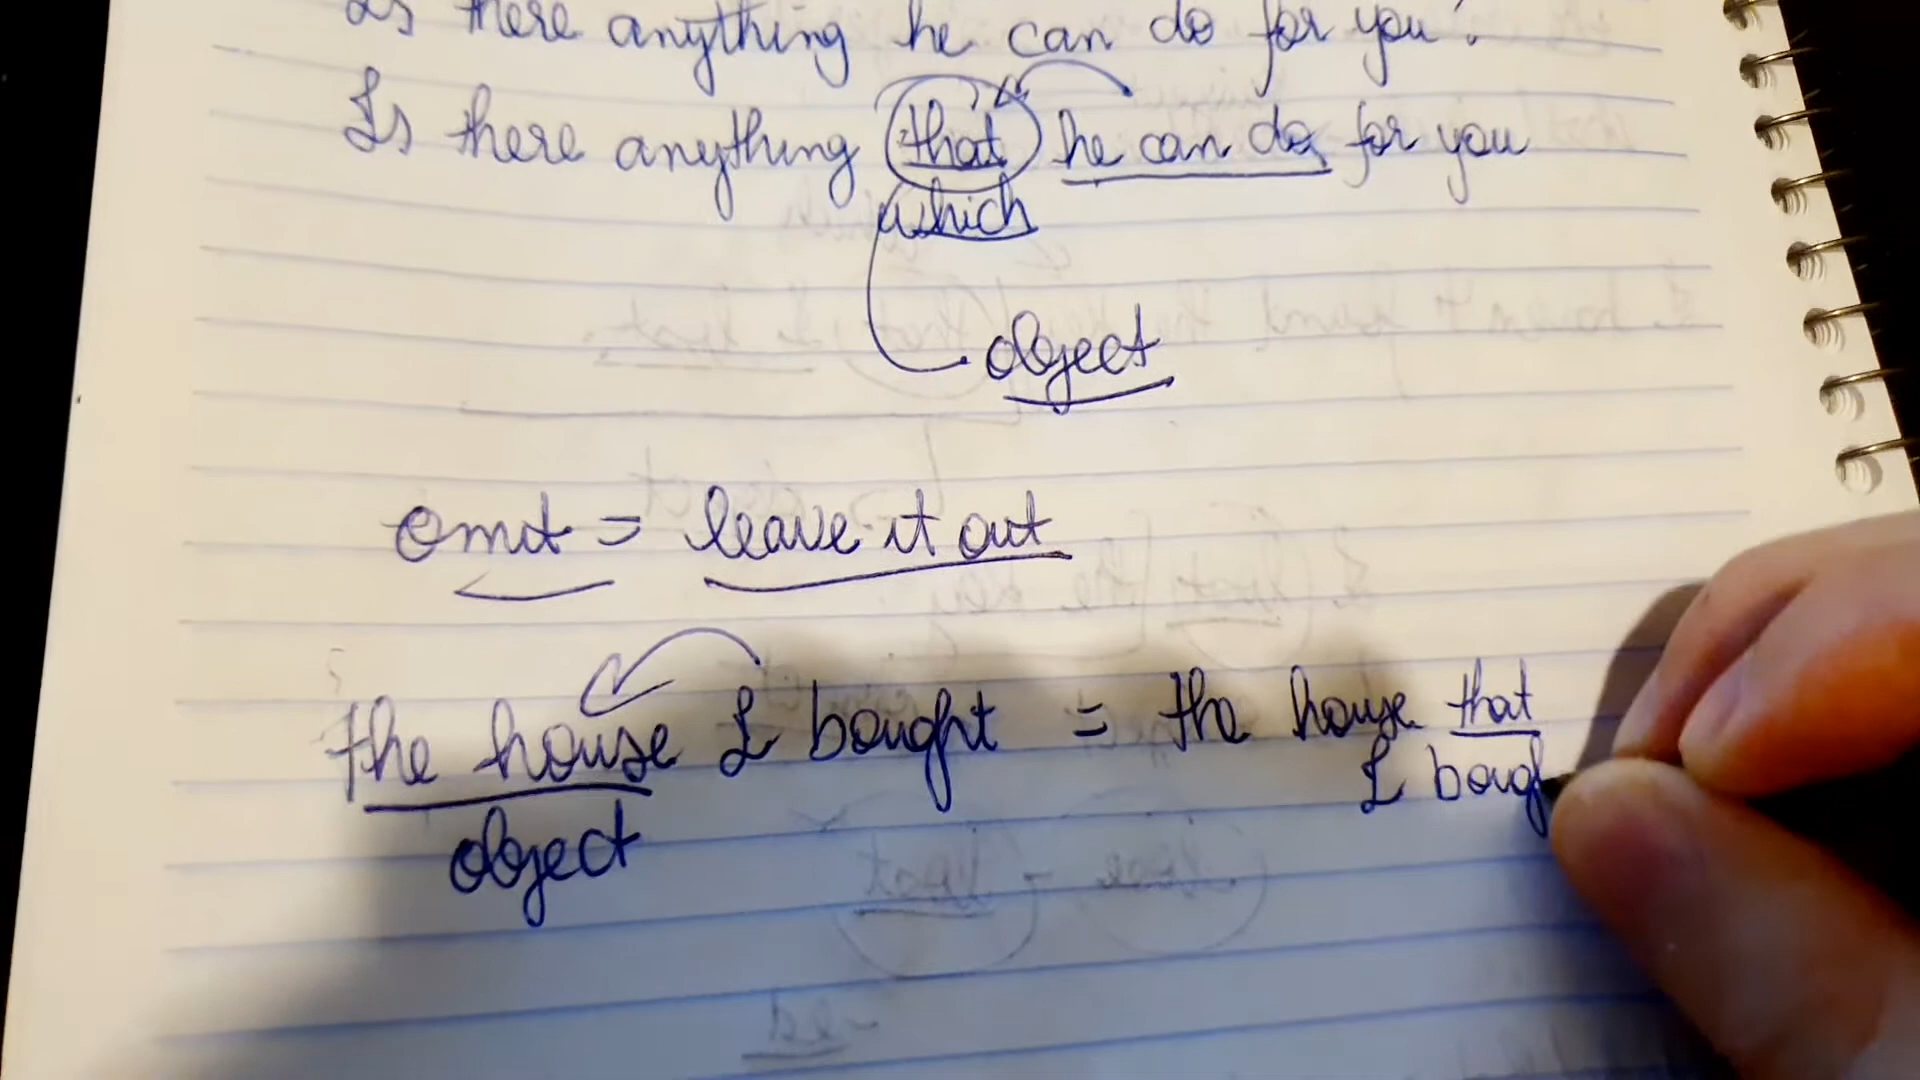 Is there anything he can do for you?
Is there anything that he can do for you
which
object
omit = leave it out
the house I bought = the house that
I bough
object